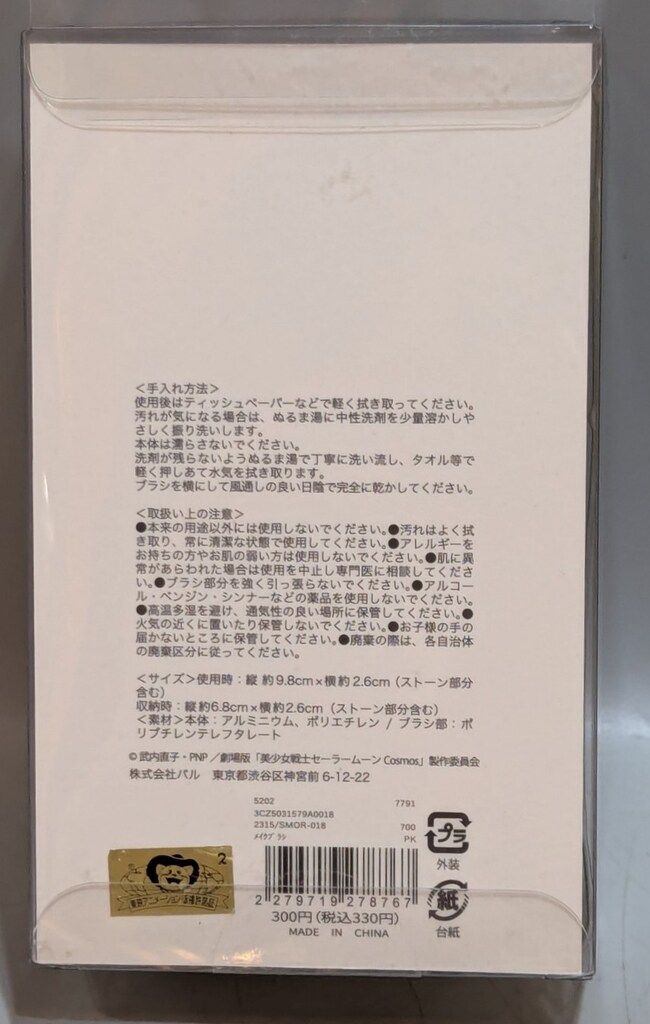 ＜手入れ方法＞
使用後はティッシュペーパーなどで軽く拭き取ってください。
汚れが気になる場合は、ぬるま湯に中性洗剤を少量溶かしや
さしく振り洗いします。
本体は濡らさないでください。
洗剤が残らないようぬるま湯で丁寧に洗い流し、タオル等で
軽く押しあて水気を拭き取ります。
ブラシを横にして風通しの良い日陰で完全に乾かしてください。
＜取扱い上の注意＞
●本来の用途以外には使用しないでください。●汚れはよく拭
き取り、常に清潔な状態で使用してください。●アレルギーを
お持ちの方やお肌の弱い方は使用しないでください。●肌に異
常があらわれた場合は使用を中止し専門医に相談してくださ
い。●ブラシ部分を強く引っ張らないでください。●アルコー
ル・ベンジン・シンナーなどの薬品を使用しないでください。
●高温多湿を避け、通気性の良い場所に保管してください。●
火気の近くに置いたり保管しないでください。●お子様の手の
届かないところに保管してください。●廃棄の際は、各自治体
の廃棄区分に従ってください。
＜サイズ＞使用時：縦 約9.8cm×横約2.6cm（ストーン部分
含む）
収納時：縦約6.8cm×横約2.6cm（ストーン部分含む）
＜素材＞本体：アルミニウム、ポリエチレン / ブラシ部：ポ
リブチレンテレフタレート
© 武内直子・PNP／劇場版「美少女戦士セーラームーン Cosmos」製作委員会
株式会社パル 東京都渋谷区神宮前 6-12-22
5202 7791
3CZ5031579A0018
2315/SMOR-018 700
メイクブラシ PK
プラ
外装
紙
台紙
2
東映アニメーション版権許諾品
2 279719 278767
300円（税込330円）
MADE IN CHINA